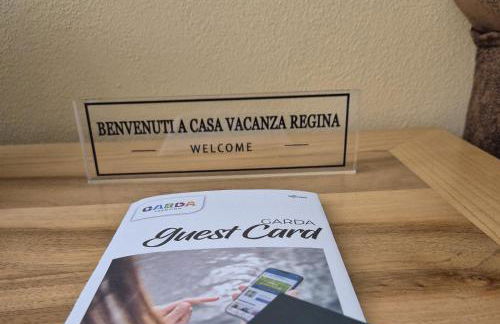 BENVENUTI A CASA VACANZA REGINA
WELCOME
GARDA
GARDA
guest Card